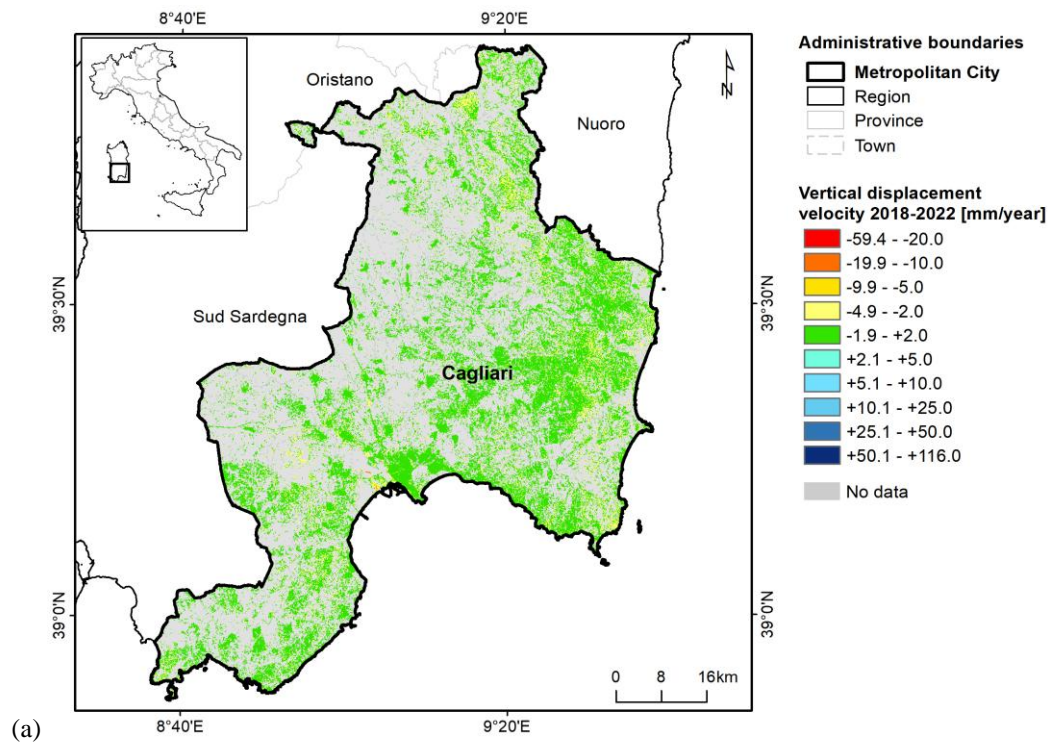 8°40'E
9°20'E
Oristano
Nuoro
N
Sud Sardegna
Cagliari
39°30'N
39°30'N
39°0'N
39°0'N
0 8 16km
8°40'E
9°20'E
(a)
Administrative boundaries
Metropolitan City
Region
Province
Town
Vertical displacement
velocity 2018-2022 [mm/year]
-59.4 - -20.0
-19.9 - -10.0
-9.9 - -5.0
-4.9 - -2.0
-1.9 - +2.0
+2.1 - +5.0
+5.1 - +10.0
+10.1 - +25.0
+25.1 - +50.0
+50.1 - +116.0
No data